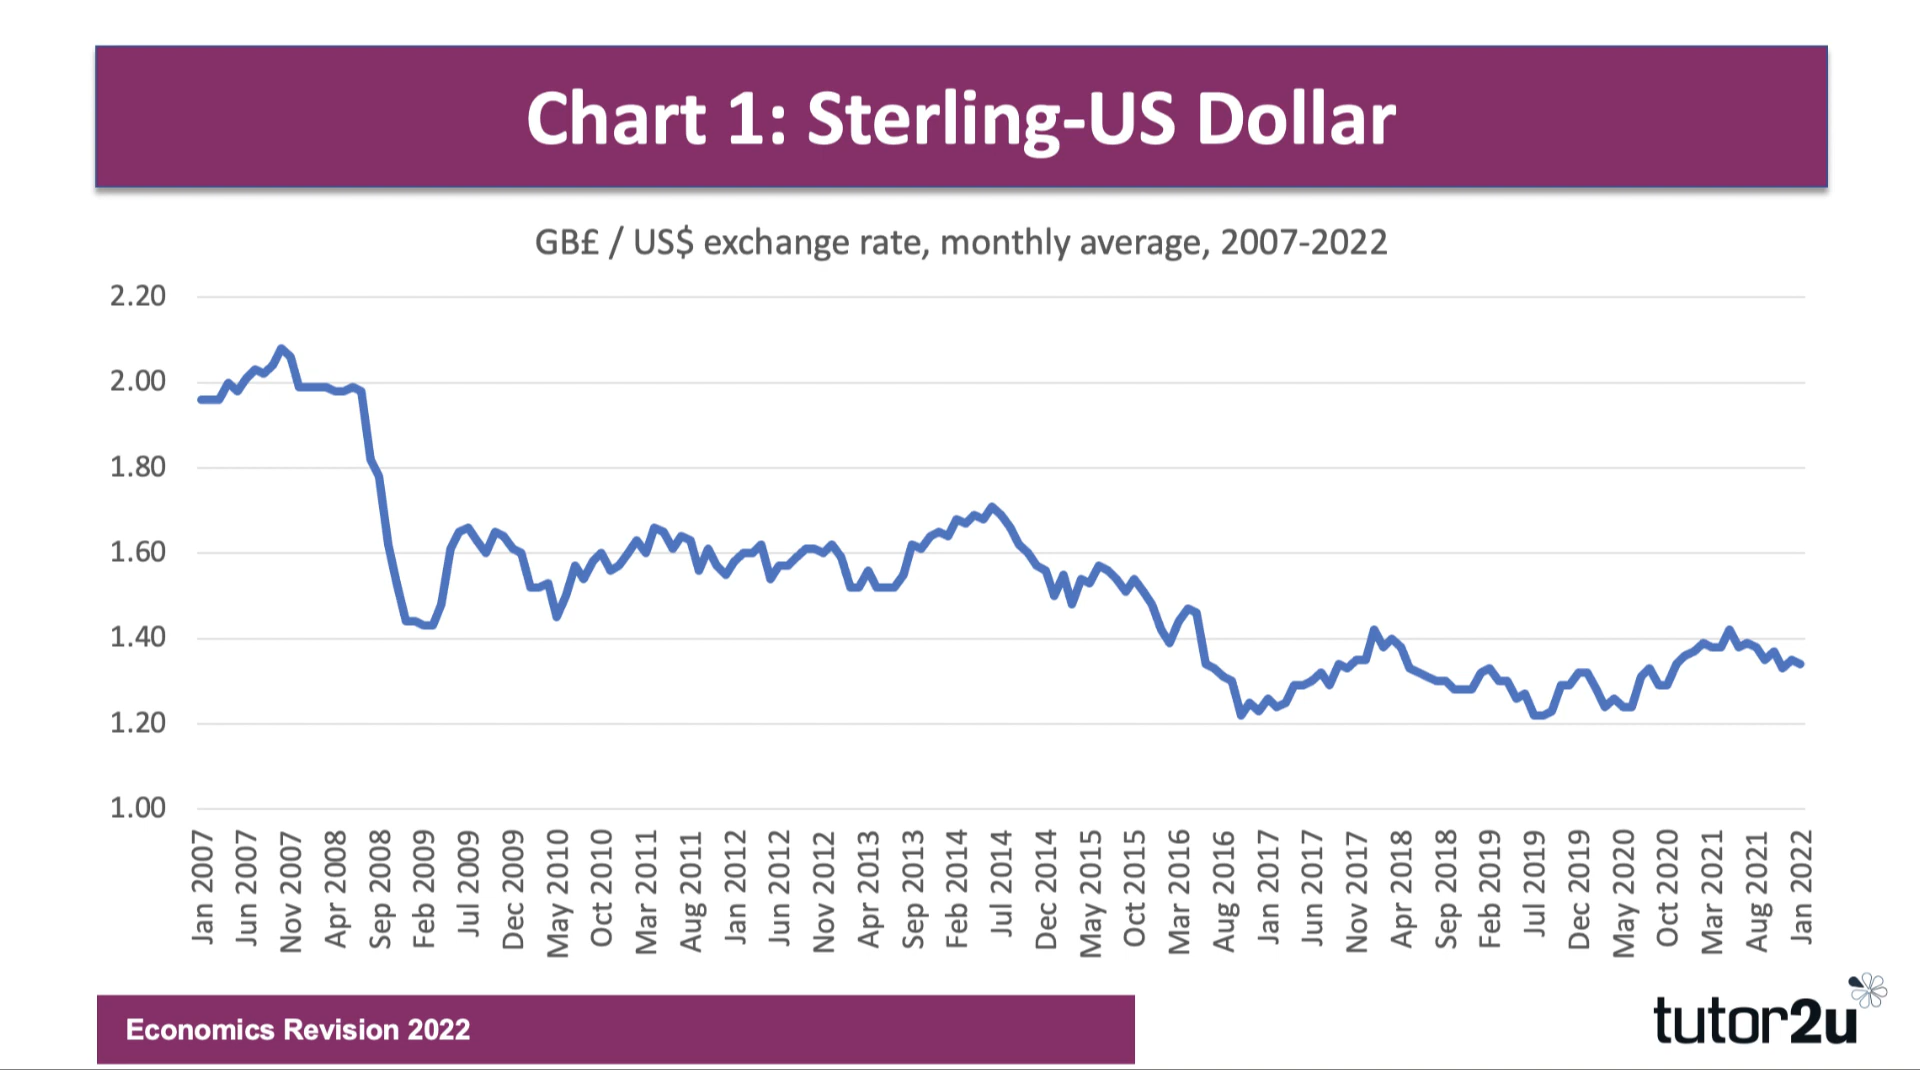 Chart 1: Sterling-US Dollar
GB£ / US$ exchange rate, monthly average, 2007-2022
2.20
2.00
1.80
1.60
1.40
1.20
1.00
Jan 2007
Jun 2007
Nov 2007
Apr 2008
Sep 2008
Feb 2009
Jul 2009
Dec 2009
May 2010
Oct 2010
Mar 2011
Aug 2011
Jan 2012
Jun 2012
Nov 2012
Apr 2013
Sep 2013
Feb 2014
Jul 2014
Dec 2014
May 2015
Oct 2015
Mar 2016
Aug 2016
Jan 2017
Jun 2017
Nov 2017
Apr 2018
Sep 2018
Feb 2019
Jul 2019
Dec 2019
May 2020
Oct 2020
Mar 2021
Aug 2021
Jan 2022
Economics Revision 2022
tutor2u